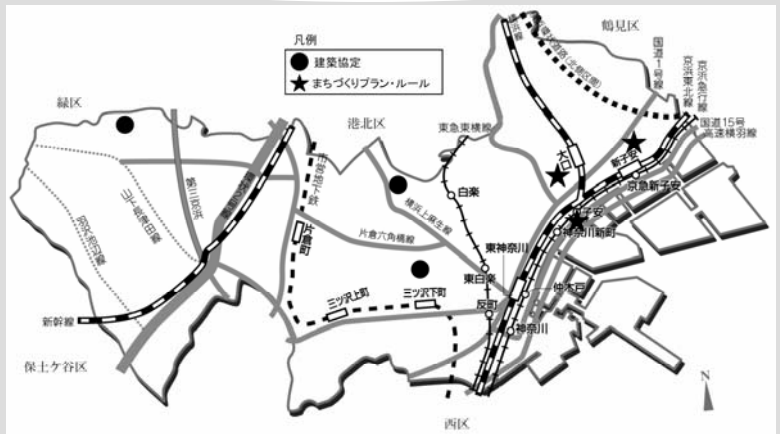 凡例
建築協定
まちづくりプラン・ルール
鶴見区
国道1号線
京浜東北線
京浜急行線
国道15号
高速横羽線
緑区
港北区
東急東横線
大口
新子安
京急新子安
子安
神奈川新町
白楽
横浜上麻生線
市営地下鉄
片倉町
片倉六角橋線
東神奈川
東白楽
仲木戸
反町
神奈川
三ツ沢上町
三ツ沢下町
新幹線
保土ケ谷区
西区
N